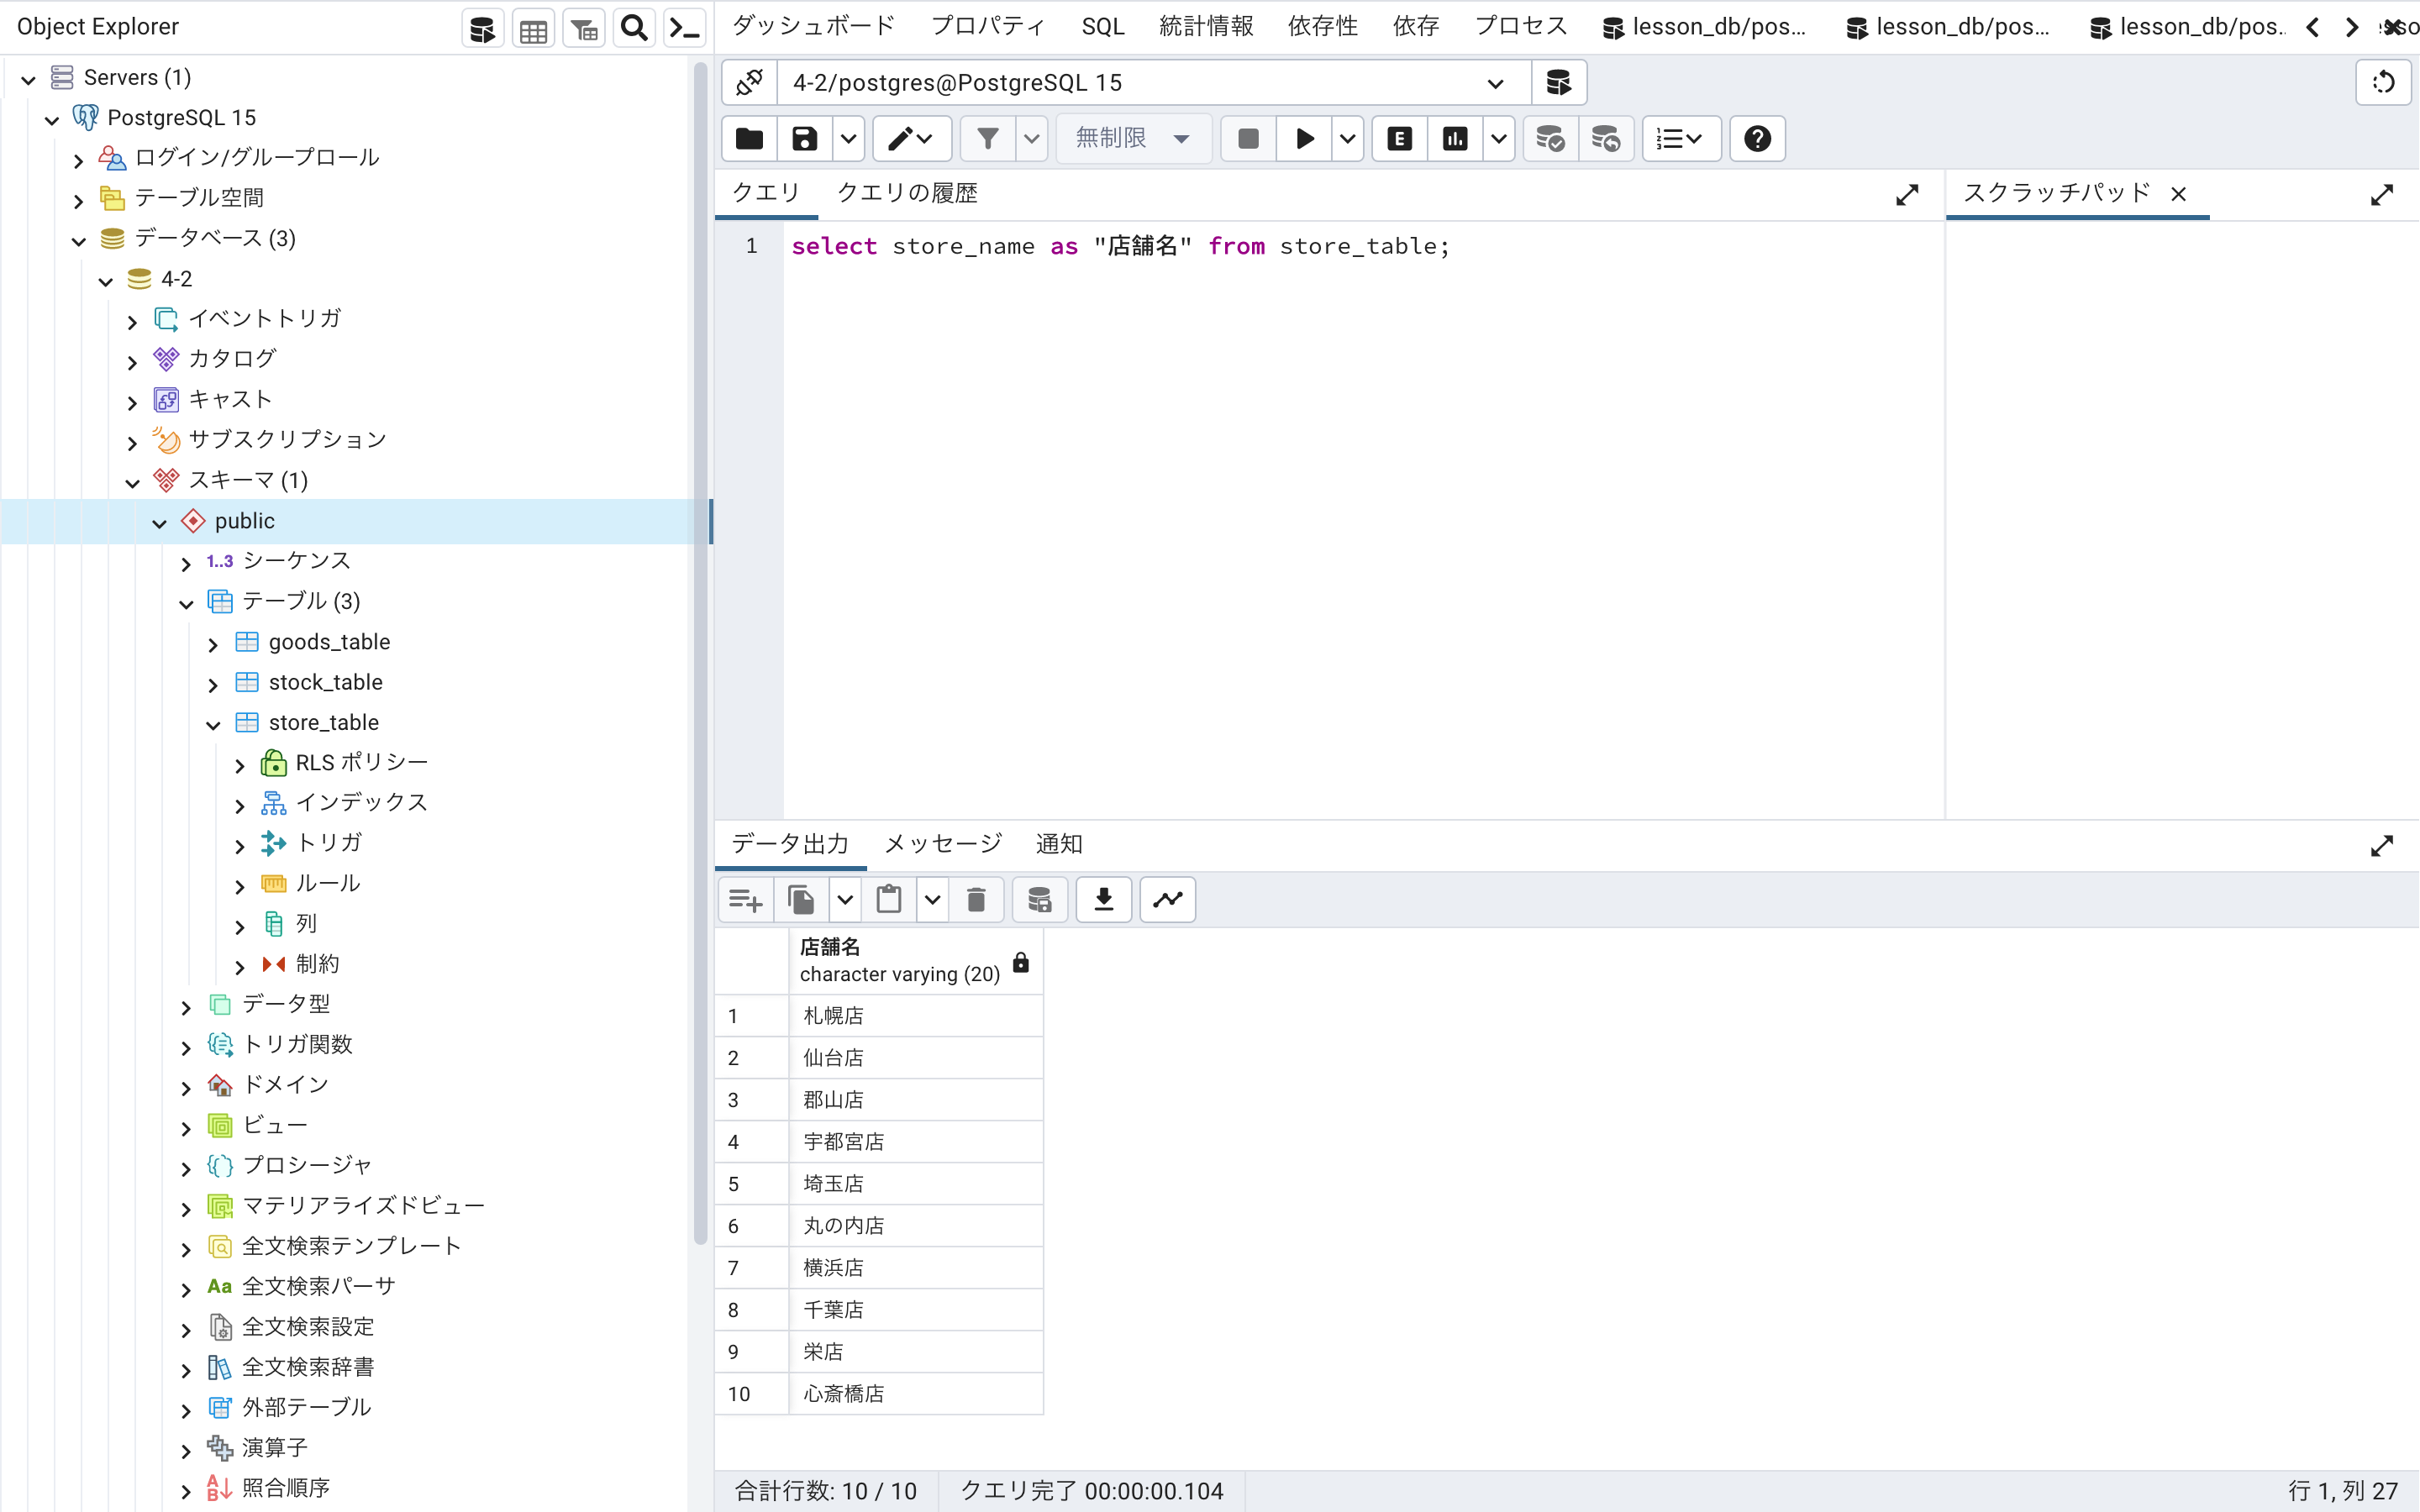 Object Explorer
Servers (1)
PostgreSQL 15
ログイン/グループロール
テーブル空間
データベース (3)
4-2
イベントトリガ
カタログ
キャスト
サブスクリプション
スキーマ (1)
public
1..3 シーケンス
テーブル (3)
goods_table
stock_table
store_table
RLS ポリシー
インデックス
トリガ
ルール
列
制約
データ型
トリガ関数
ドメイン
ビュー
プロシージャ
マテリアライズドビュー
全文検索テンプレート
Aa 全文検索パーサ
全文検索設定
全文検索辞書
外部テーブル
演算子
照合順序
ダッシュボード プロパティ SQL 統計情報 依存性 依存 プロセス lesson_db/pos... lesson_db/pos... lesson_db/pos..
4-2/postgres@PostgreSQL 15
無制限
クエリ クエリの履歴
スクラッチパッド
1 select store_name as "店舗名" from store_table;
データ出力 メッセージ 通知
店舗名
character varying (20)
1 札幌店
2 仙台店
3 郡山店
4 宇都宮店
5 埼玉店
6 丸の内店
7 横浜店
8 千葉店
9 栄店
10 心斎橋店
合計行数: 10 / 10 クエリ完了 00:00:00.104 行 1, 列 27